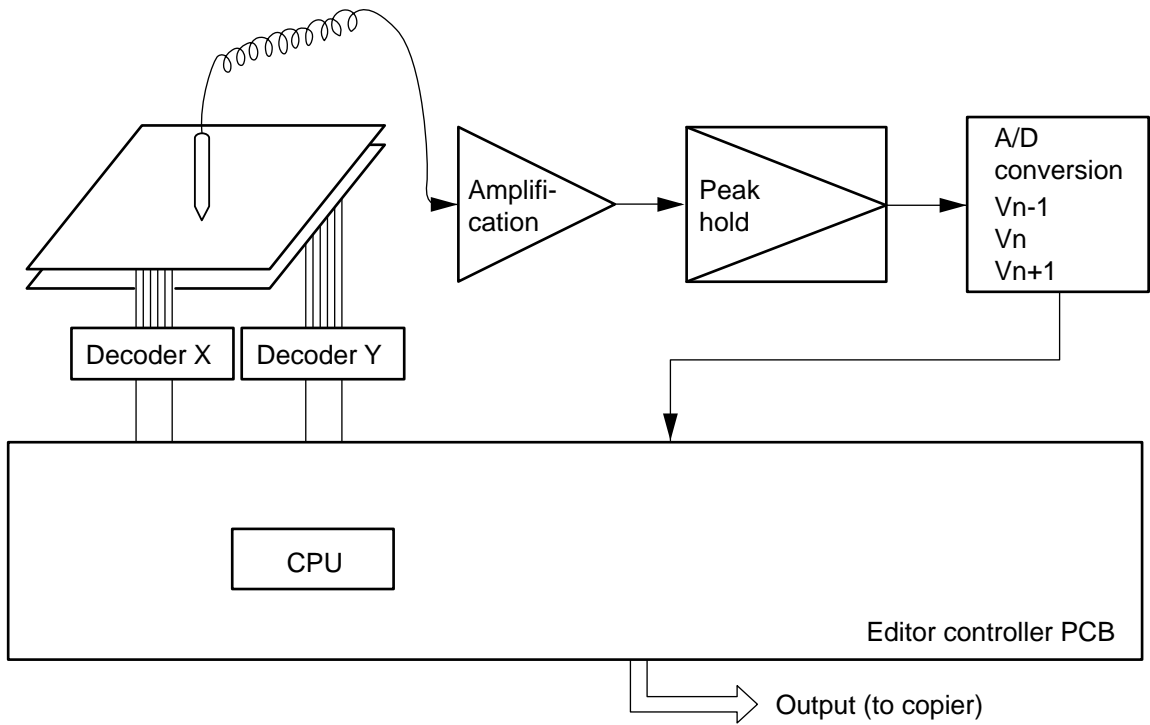 Amplifi-
cation
Peak
hold
A/D
conversion
Vn-1
Vn
Vn+1
Decoder X
Decoder Y
CPU
Editor controller PCB
Output (to copier)